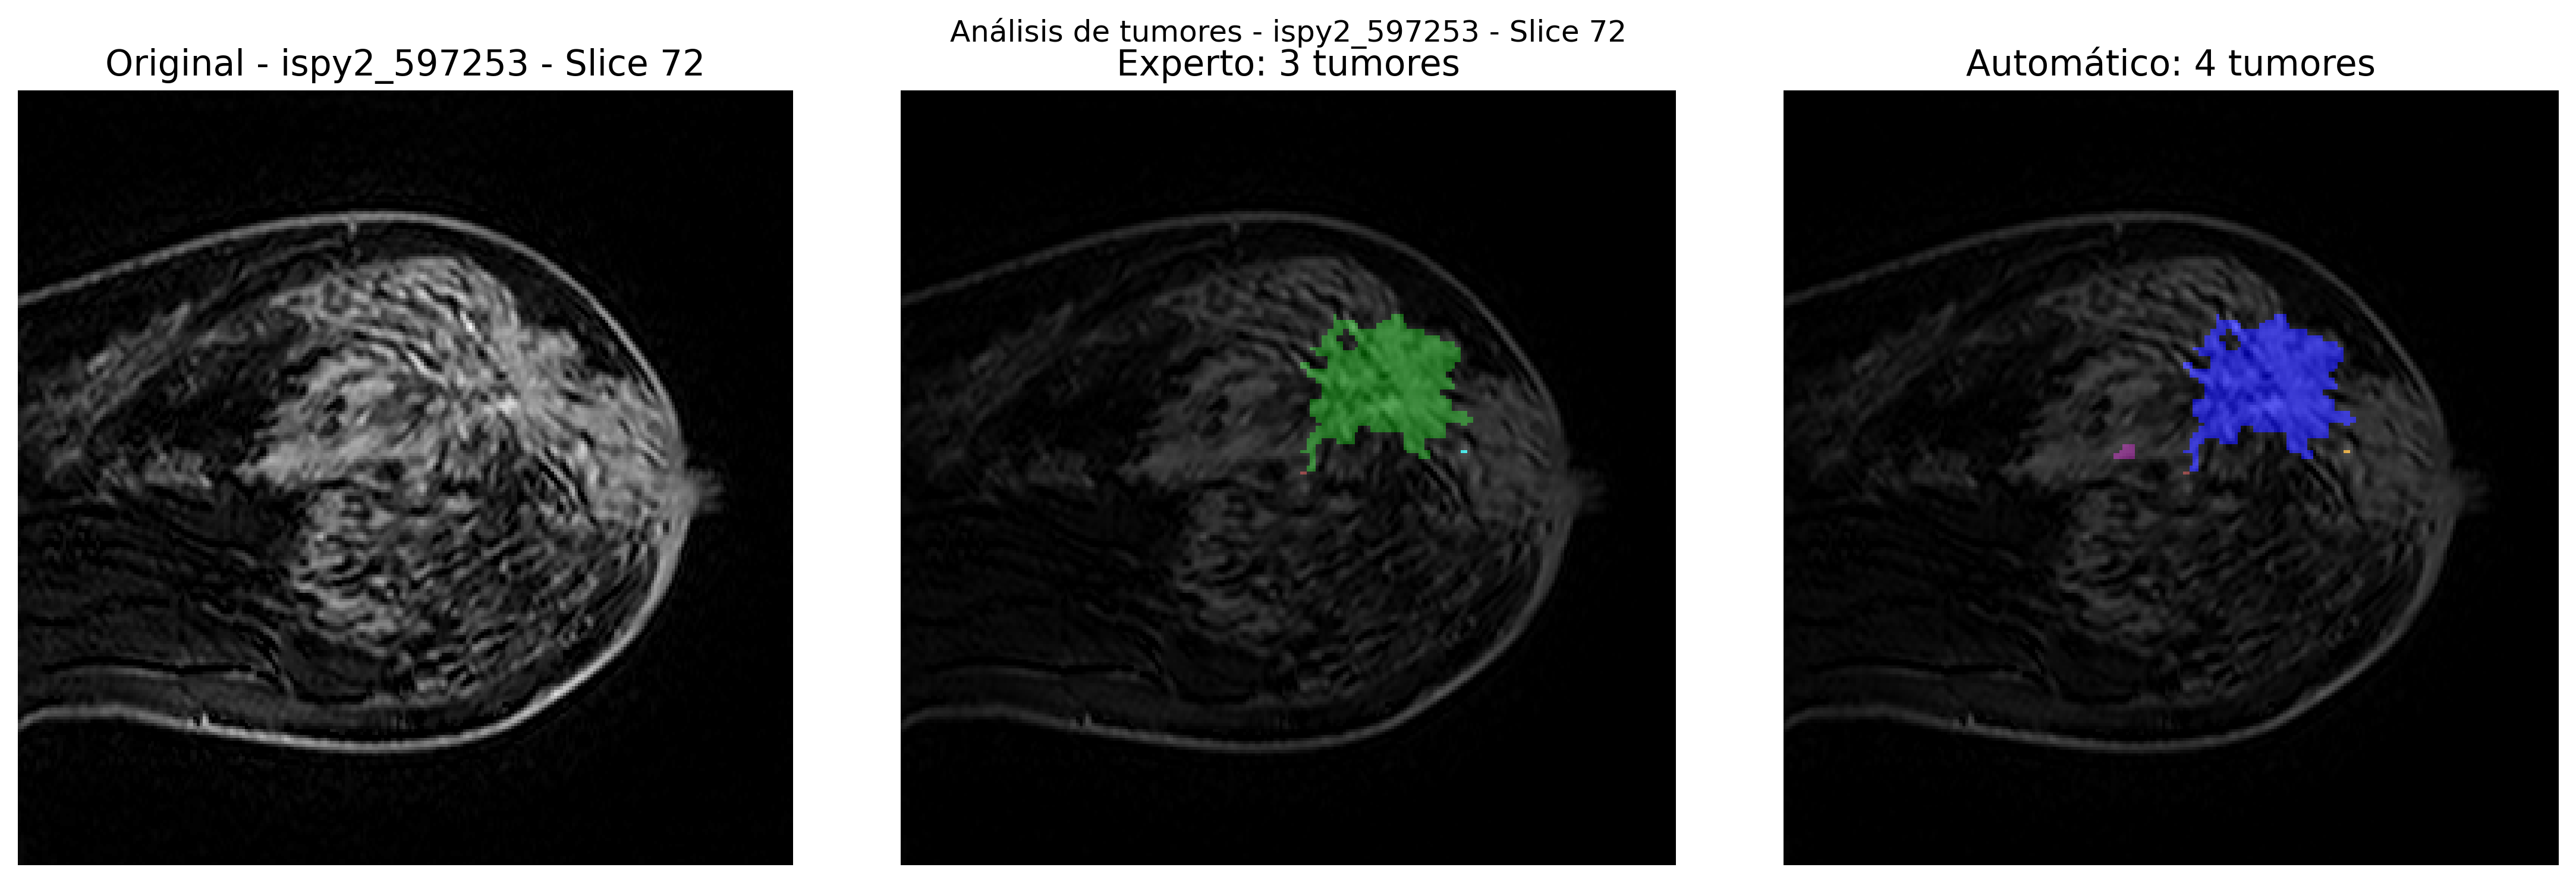 Análisis de tumores - ispy2_597253 - Slice 72
Original - ispy2_597253 - Slice 72
Experto: 3 tumores
Automático: 4 tumores